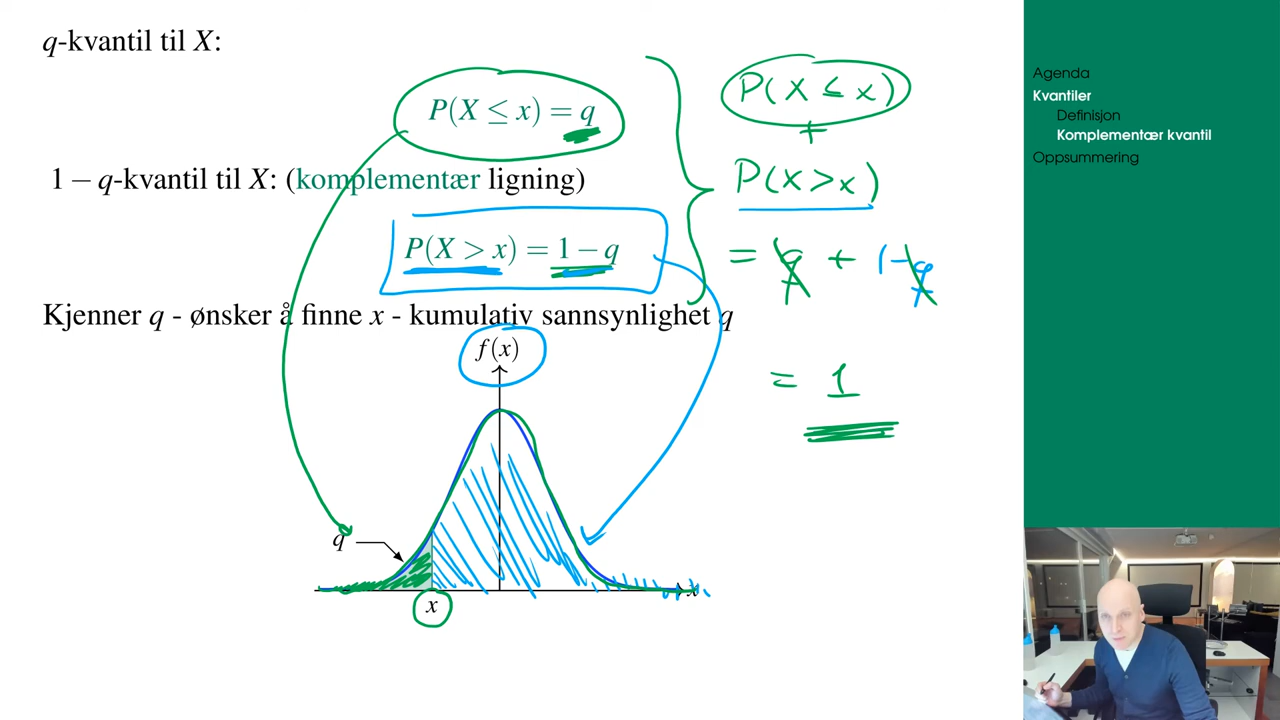 q-kvantil til X:
P(X ≤ x) = q
1 − q-kvantil til X: (komplementær ligning)
P(X > x) = 1 − q
Kjenner q - ønsker å finne x - kumulativ sannsynlighet q
f(x)
q
x
x
P(X ≤ x)
+
P(X > x)
= q + 1 - q
= 1
Agenda
Kvantiler
Definisjon
Komplementær kvantil
Oppsummering